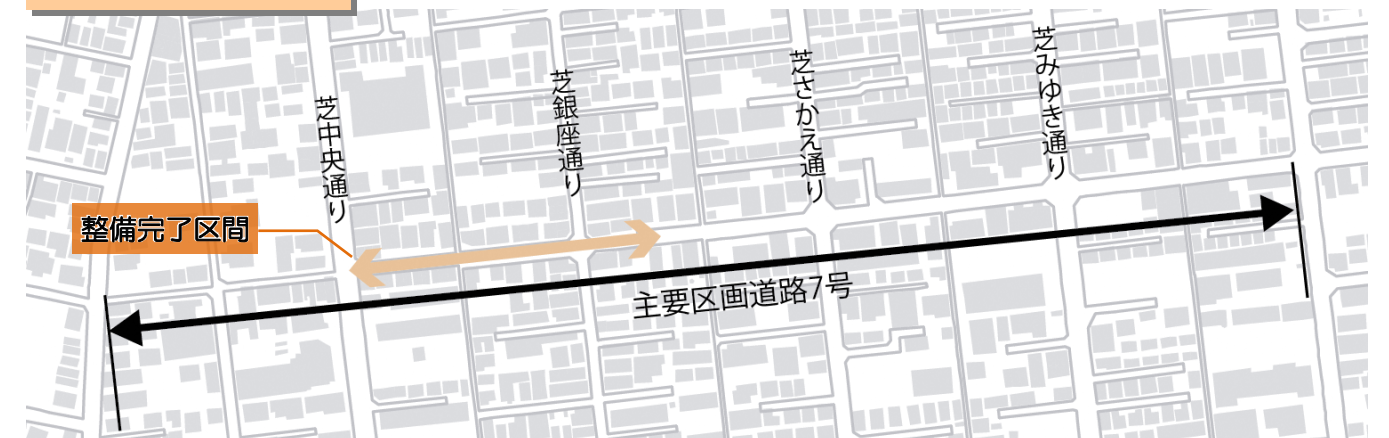 芝中央通り
芝銀座通り
芝さかえ通り
芝みゆき通り
整備完了区間
主要区画道路7号